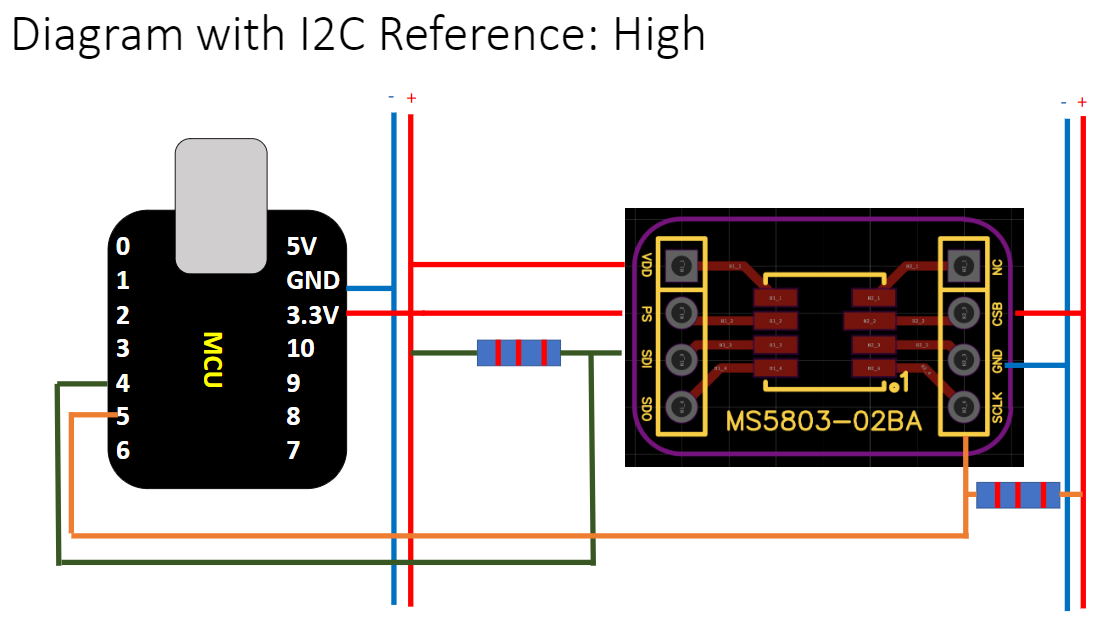 Diagram with I2C Reference: High
- +
- +
0
1
2
3
4
5
6
5V
GND
3.3V
10
9
8
7
MCU
VDD
PS
SDI
SDO
NC
CSB
GND
SCLK
.1
MS5803-02BA